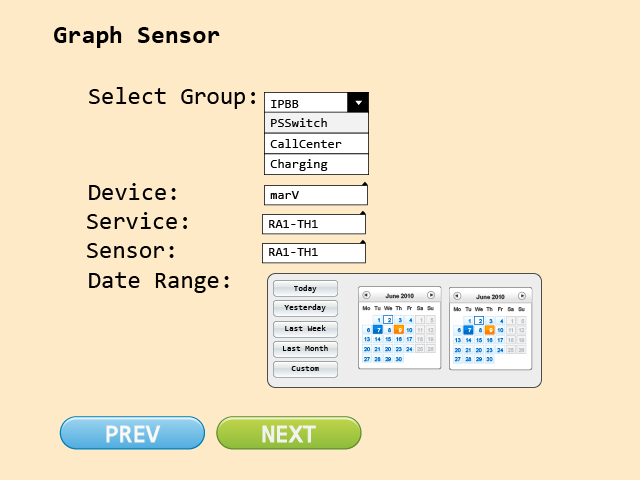 Graph Sensor
Select Group: IPBB
PSSwitch
CallCenter
Charging
Device: marV
Service: RA1-TH1
Sensor: RA1-TH1
Date Range:
Today
Yesterday
Last Week
Last Month
Custom
June 2010
Mo Tu We Th Fr Sa Su
1 2 3 4 5 5
6 7 8 9 10 11 12
13 14 15 16 17 18 19
20 21 22 23 24 25 26
27 28 29 30
June 2010
Mo Tu We Th Fr Sa Su
1 2 3 4 5 5
6 7 8 9 10 11 12
13 14 15 16 17 18 19
20 21 22 23 24 25 26
27 28 29 30
PREV NEXT